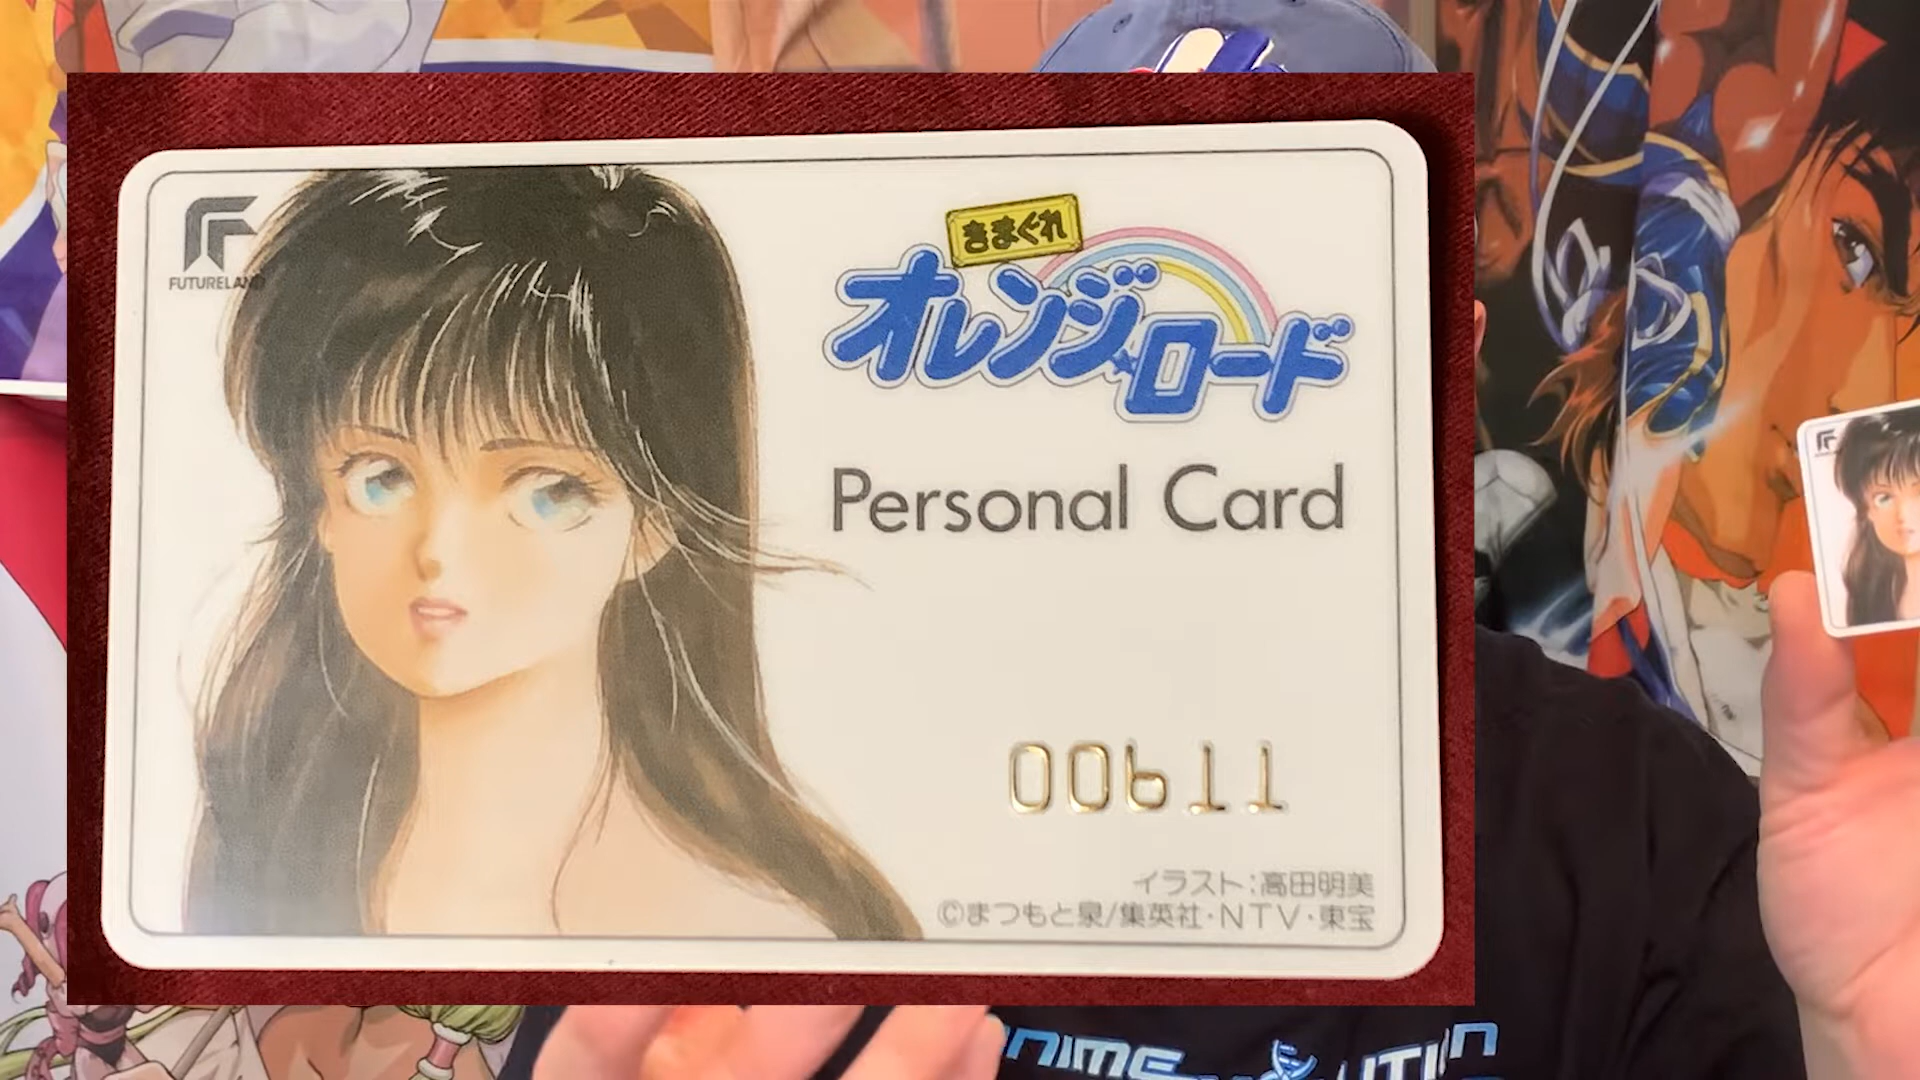 FUTURELAND
きまぐれ
オレンジ★ロード
Personal Card
00611
イラスト:高田明美
©まつもと泉/集英社・NTV・東宝
ANIME